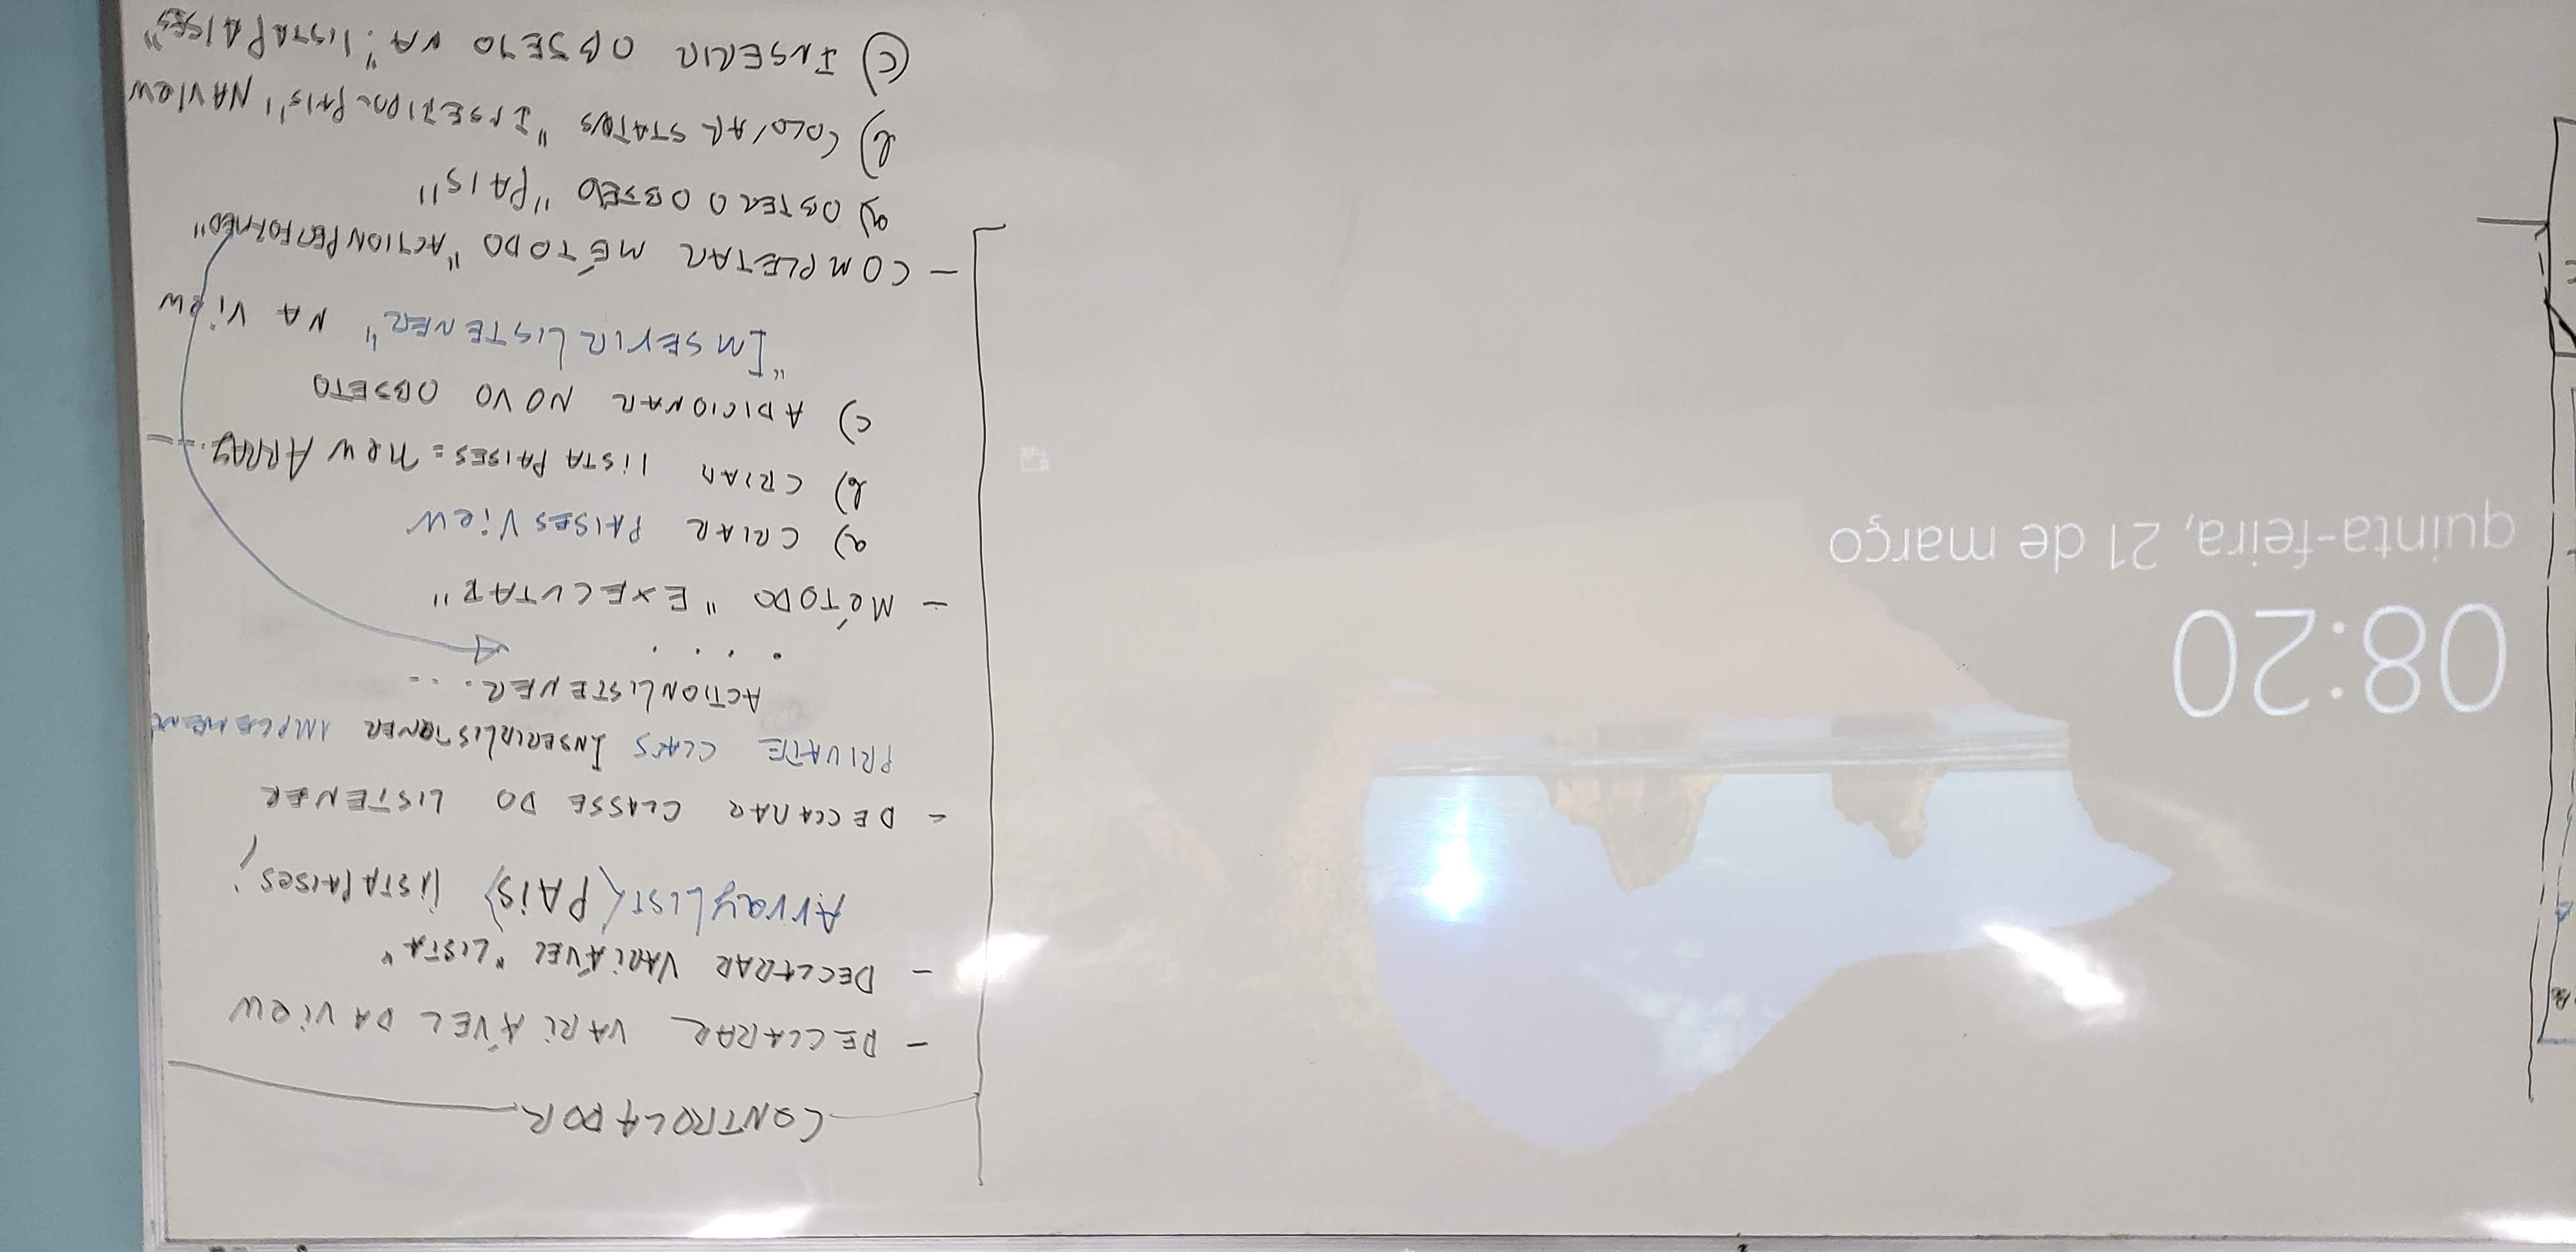 08:20
quinta-feira, 21 de março
CONTROLADOR
- DECLARAR VARIÁVEL DA VIEW
- DECLARAR VARIÁVEL "LISTA"
ArrayList<PAIS> listaPaises;
- DECLARAR CLASSE DO LISTENER
PRIVATE CLASS InserirListener IMPLEMENT
ACTIONLISTENER...
....
- MÉTODO "EXECUTAR"
a) CRIAR PAISESVIEW
b) CRIAR listaPaises = new ARRAY...
c) ADICIONAR NOVO OBJETO
"InserirListener" NA VIEW
- COMPLETAR MÉTODO "ACTIONPERFORMED"
a) OBTER O OBJETO "PAIS"
b) COLOCAR STATUS "INSERIDO-PAIS" NA VIEW
c) INSERIR OBJETO NA "listaPAISES"